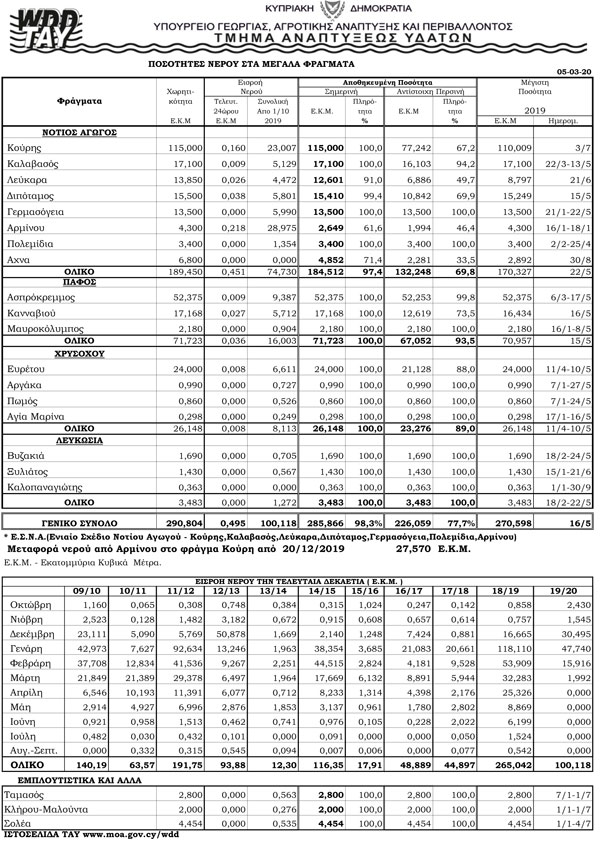 WDD
TAY
ΚΥΠΡΙΑΚΗ ΔΗΜΟΚΡΑΤΙΑ
ΥΠΟΥΡΓΕΙΟ ΓΕΩΡΓΙΑΣ, ΑΓΡΟΤΙΚΗΣ ΑΝΑΠΤΥΞΗΣ ΚΑΙ ΠΕΡΙΒΑΛΛΟΝΤΟΣ
ΤΜΗΜΑ ΑΝΑΠΤΥΞΕΩΣ ΥΔΑΤΩΝ
ΠΟΣΟΤΗΤΕΣ ΝΕΡΟΥ ΣΤΑ ΜΕΓΑΛΑ ΦΡΑΓΜΑΤΑ
05-03-20
Εισροή Αποθηκευμένη Ποσότητα Μέγιστη
Φράγματα Χωρητι- Νερού Σημερινή Αντίστοιχη Περσινή Ποσότητα
κότητα Τελευτ. Συνολική Ε.Κ.Μ. Πληρό- Ε.Κ.Μ. Πληρό-
24ώρου Από 1/10 τητα τητα 2019
Ε.Κ.Μ Ε.Κ.Μ 2019 % % Ε.Κ.Μ Ημερομ.
ΝΟΤΙΟΣ ΑΓΩΓΟΣ
Κούρης 115,000 0,160 23,007 115,000 100,0 77,242 67,2 110,009 3/7
Καλαβασός 17,100 0,009 5,129 17,100 100,0 16,103 94,2 17,100 22/3-13/5
Λεύκαρα 13,850 0,026 4,472 12,601 91,0 6,886 49,7 8,797 21/6
Διπόταμος 15,500 0,038 5,801 15,410 99,4 10,842 69,9 15,249 15/5
Γερμασόγεια 13,500 0,000 5,990 13,500 100,0 13,500 100,0 13,500 21/1-22/5
Αρμίνου 4,300 0,218 28,975 2,649 61,6 1,994 46,4 4,300 16/1-18/1
Πολεμίδια 3,400 0,000 1,354 3,400 100,0 3,400 100,0 3,400 2/2-25/4
Αχνα 6,800 0,000 0,000 4,852 71,4 2,281 33,5 2,892 30/8
ΟΛΙΚΟ 189,450 0,451 74,730 184,512 97,4 132,248 69,8 170,327 22/5
ΠΑΦΟΣ
Ασπρόκρεμμος 52,375 0,009 9,387 52,375 100,0 52,253 99,8 52,375 6/3-17/5
Κανναβιού 17,168 0,027 5,712 17,168 100,0 12,619 73,5 16,434 16/5
Μαυροκόλυμπος 2,180 0,000 0,904 2,180 100,0 2,180 100,0 2,180 16/1-8/5
ΟΛΙΚΟ 71,723 0,036 16,003 71,723 100,0 67,052 93,5 70,957 15/5
ΧΡΥΣΟΧΟΥ
Ευρέτου 24,000 0,008 6,611 24,000 100,0 21,128 88,0 24,000 11/4-10/5
Αργάκα 0,990 0,000 0,727 0,990 100,0 0,990 100,0 0,990 7/1-27/5
Πωμός 0,860 0,000 0,526 0,860 100,0 0,860 100,0 0,860 7/1-24/5
Αγία Μαρίνα 0,298 0,000 0,249 0,298 100,0 0,298 100,0 0,298 17/1-16/5
ΟΛΙΚΟ 26,148 0,008 8,113 26,148 100,0 23,276 89,0 26,148 11/4-10/5
ΛΕΥΚΩΣΙΑ
Βυζακιά 1,690 0,000 0,705 1,690 100,0 1,690 100,0 1,690 18/2-24/5
Ξυλιάτος 1,430 0,000 0,567 1,430 100,0 1,430 100,0 1,430 15/1-21/6
Καλοπαναγιώτης 0,363 0,000 0,000 0,363 100,0 0,363 100,0 0,363 1/1-30/9
ΟΛΙΚΟ 3,483 0,000 1,272 3,483 100,0 3,483 100,0 3,483 18/2-22/5
ΓΕΝΙΚΟ ΣΥΝΟΛΟ 290,804 0,495 100,118 285,866 98,3% 226,059 77,7% 270,598 16/5
* Ε.Σ.Ν.Α.(Ενιαίο Σχέδιο Νοτίου Αγωγού - Κούρης,Καλαβασός,Λεύκαρα,Διπόταμος,Γερμασόγεια,Πολεμίδια,Αρμίνου)
Μεταφορά νερού από Αρμίνου στο φράγμα Κούρη από 20/12/2019 27,570 Ε.Κ.Μ.
Ε.Κ.Μ. - Εκατομμύρια Κυβικά Μέτρα.
ΕΙΣΡΟΗ ΝΕΡΟΥ ΤΗΝ ΤΕΛΕΥΤΑΙΑ ΔΕΚΑΕΤΙΑ ( Ε.Κ.Μ. )
09/10 10/11 11/12 12/13 13/14 14/15 15/16 16/17 17/18 18/19 19/20
Οκτώβρη 1,160 0,065 0,308 0,748 0,384 0,315 1,024 0,247 0,142 0,858 2,430
Νιόβρη 2,523 0,128 1,482 3,182 0,672 0,915 0,608 0,657 0,614 0,757 1,545
Δεκέμβρη 23,111 5,090 5,769 50,878 1,669 2,140 1,248 7,424 0,881 16,665 30,495
Γενάρη 42,973 7,627 92,634 13,246 1,963 38,354 3,685 21,083 20,661 118,110 47,740
Φεβράρη 37,708 12,834 41,536 9,267 2,251 44,515 2,824 4,181 9,528 53,909 15,916
Μάρτη 21,849 21,389 29,378 6,497 1,964 17,669 6,132 8,891 5,944 32,283 1,992
Απρίλη 6,546 10,193 11,391 6,077 0,712 8,233 1,314 4,398 2,176 25,326 0,000
Μάη 2,914 4,927 6,996 2,876 1,853 3,137 0,961 1,780 2,802 8,869 0,000
Ιούνη 0,921 0,958 1,513 0,462 0,741 0,976 0,105 0,228 2,022 6,199 0,000
Ιούλη 0,482 0,030 0,432 0,101 0,000 0,091 0,000 0,000 0,050 1,524 0,000
Αυγ.-Σεπτ. 0,000 0,332 0,315 0,545 0,094 0,007 0,006 0,000 0,077 0,542 0,000
ΟΛΙΚΟ 140,19 63,57 191,75 93,88 12,30 116,35 17,91 48,889 44,897 265,042 100,118
ΕΜΠΛΟΥΤΙΣΤΙΚΑ ΚΑΙ ΑΛΛΑ
Ταμασός 2,800 0,000 0,563 2,800 100,0 2,800 100,0 2,800 7/1-1/7
Κλήρου-Μαλούντα 2,000 0,000 0,276 2,000 100,0 2,000 100,0 2,000 1/1-1/7
Σολέα 4,454 0,000 0,535 4,454 100,0 4,454 100,0 4,454 1/1-4/7
ΙΣΤΟΣΕΛΙΔΑ ΤΑΥ www.moa.gov.cy/wdd